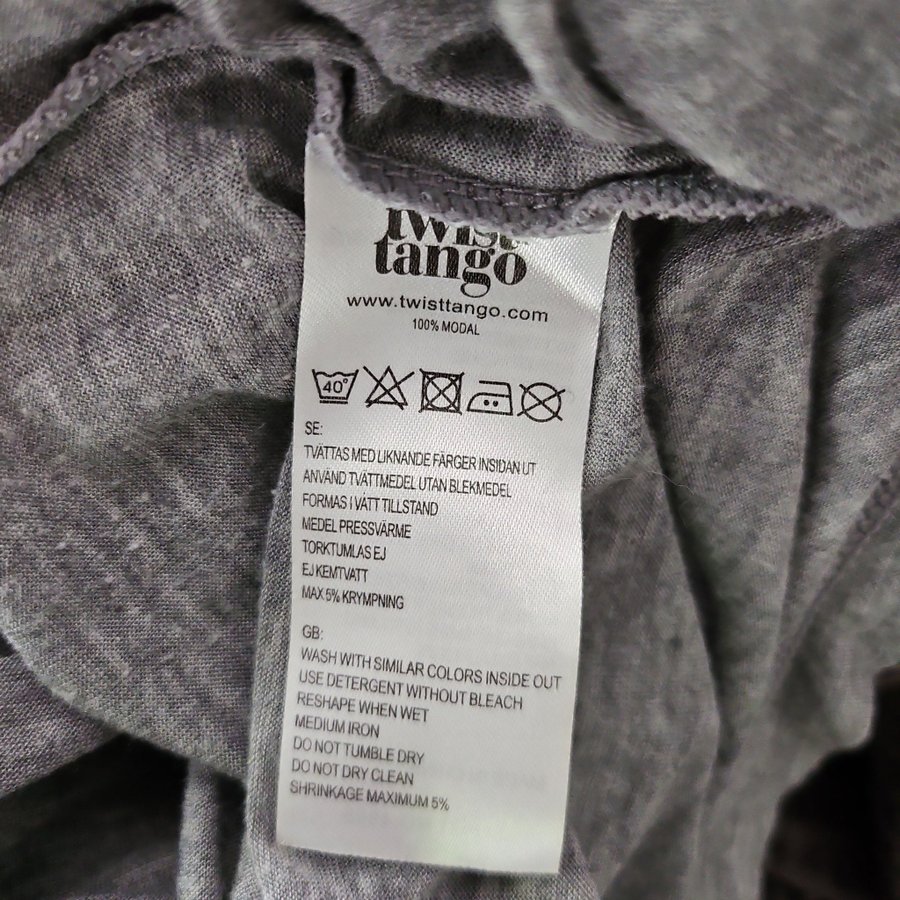 twist
tango
www.twisttango.com
100% MODAL
40°
SE:
TVÄTTAS MED LIKNANDE FÄRGER INSIDAN UT
ANVÄND TVÄTTMEDEL UTAN BLEKMEDEL
FORMAS I VÅTT TILLSTAND
MEDEL PRESSVÄRME
TORKTUMLAS EJ
EJ KEMTVATT
MAX 5% KRYMPNING
GB:
WASH WITH SIMILAR COLORS INSIDE OUT
USE DETERGENT WITHOUT BLEACH
RESHAPE WHEN WET
MEDIUM IRON
DO NOT TUMBLE DRY
DO NOT DRY CLEAN
SHRINKAGE MAXIMUM 5%